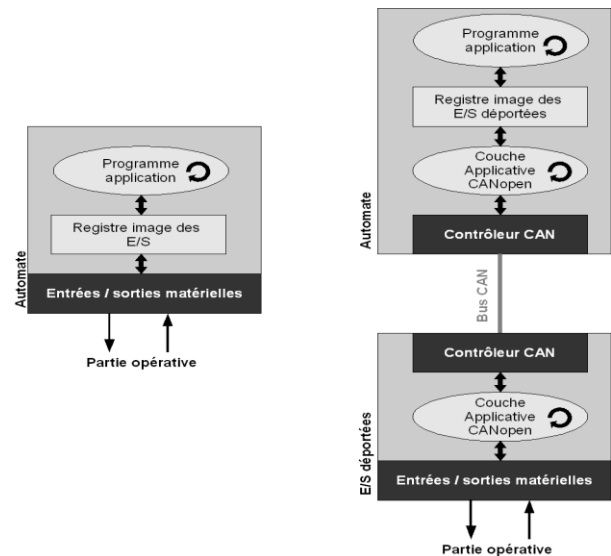 Programme
application
Registre image des
E/S
Entrées / sorties matérielles
Automate
Partie opérative
Programme
application
Registre image des
E/S déportées
Couche
Applicative
CANopen
Contrôleur CAN
Automate
Bus CAN
Contrôleur CAN
Couche
Applicative
CANopen
Entrées / sorties matérielles
E/S déportées
Partie opérative